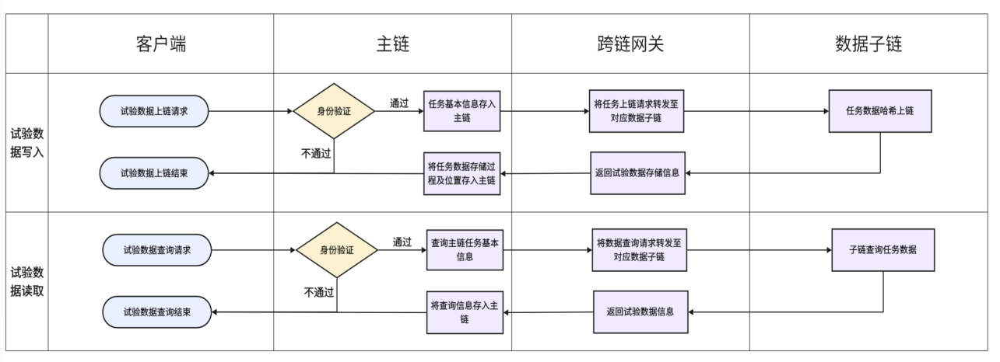 客户端
主链
跨链网关
数据子链
试验数
据写入
试验数据上链请求
身份验证
通过
任务基本信息存入
主链
将任务上链请求转发至
对应数据子链
任务数据哈希上链
不通过
试验数据上链结束
将任务数据存储过
程及位置存入主链
返回试验数据存储信息
试验数
据读取
试验数据查询请求
身份验证
通过
查询主链任务基本
信息
将数据查询请求转发至
对应数据子链
子链查询任务数据
不通过
试验数据查询结束
将查询信息存入主
链
返回试验数据信息